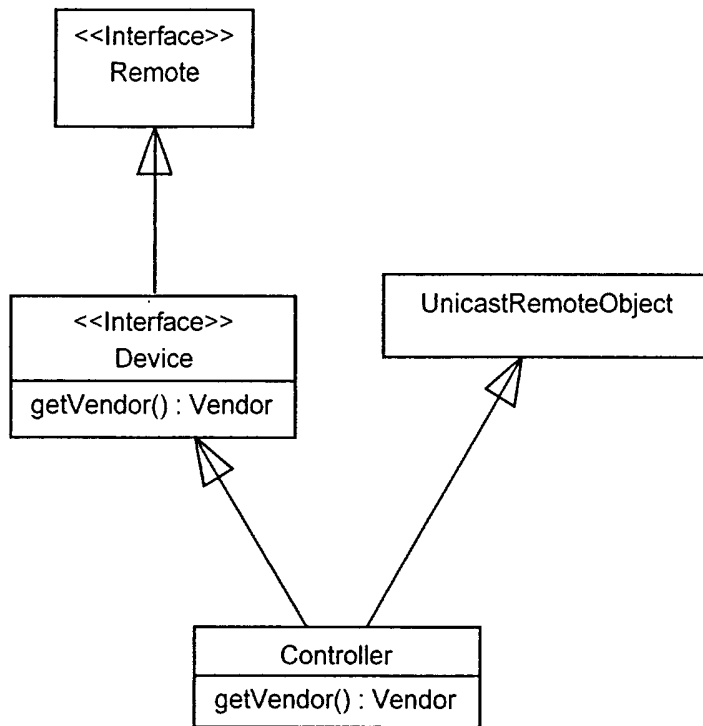 <<Interface>>
Remote
<<Interface>>
Device
getVendor() : Vendor
UnicastRemoteObject
Controller
getVendor() : Vendor